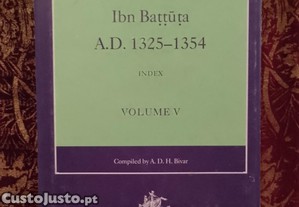 Ibn Baṭṭūṭa
A.D. 1325–1354
INDEX
VOLUME V
Compiled by A. D. H. Bivar
CustoJusto.pt